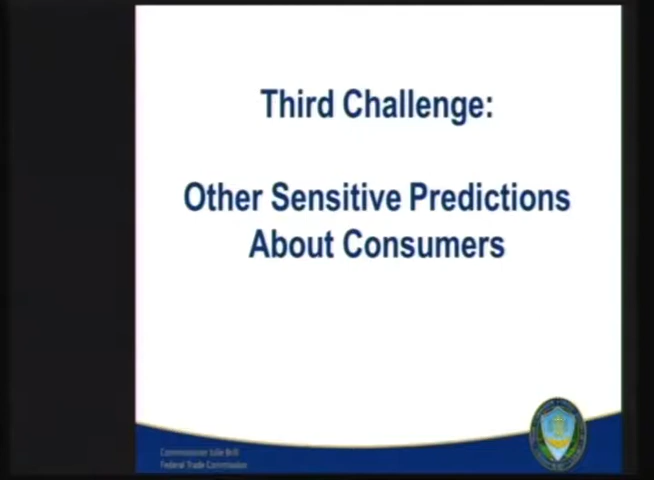 Third Challenge:
Other Sensitive Predictions
About Consumers
Commissioner Julie Brill
Federal Trade Commission